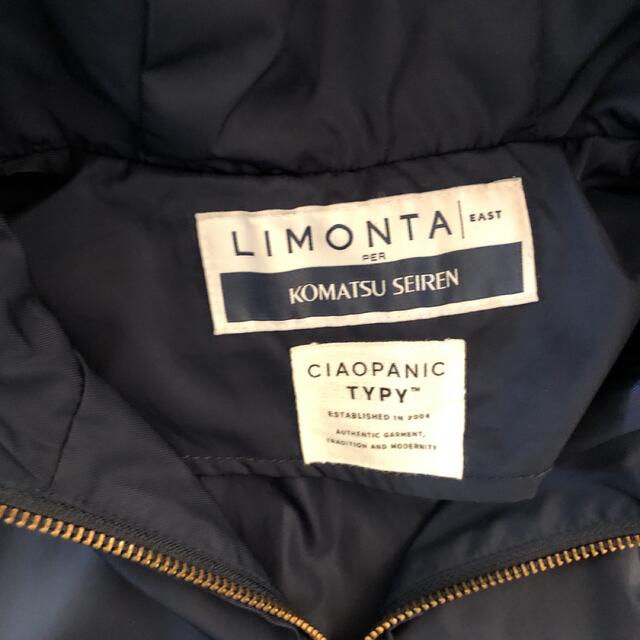 LIMONTA EAST
PER
KOMATSU SEIREN
CIAOPANIC
TYPY™
ESTABLISHED IN 2004
AUTHENTIC GARMENT,
TRADITION AND MODERNITY